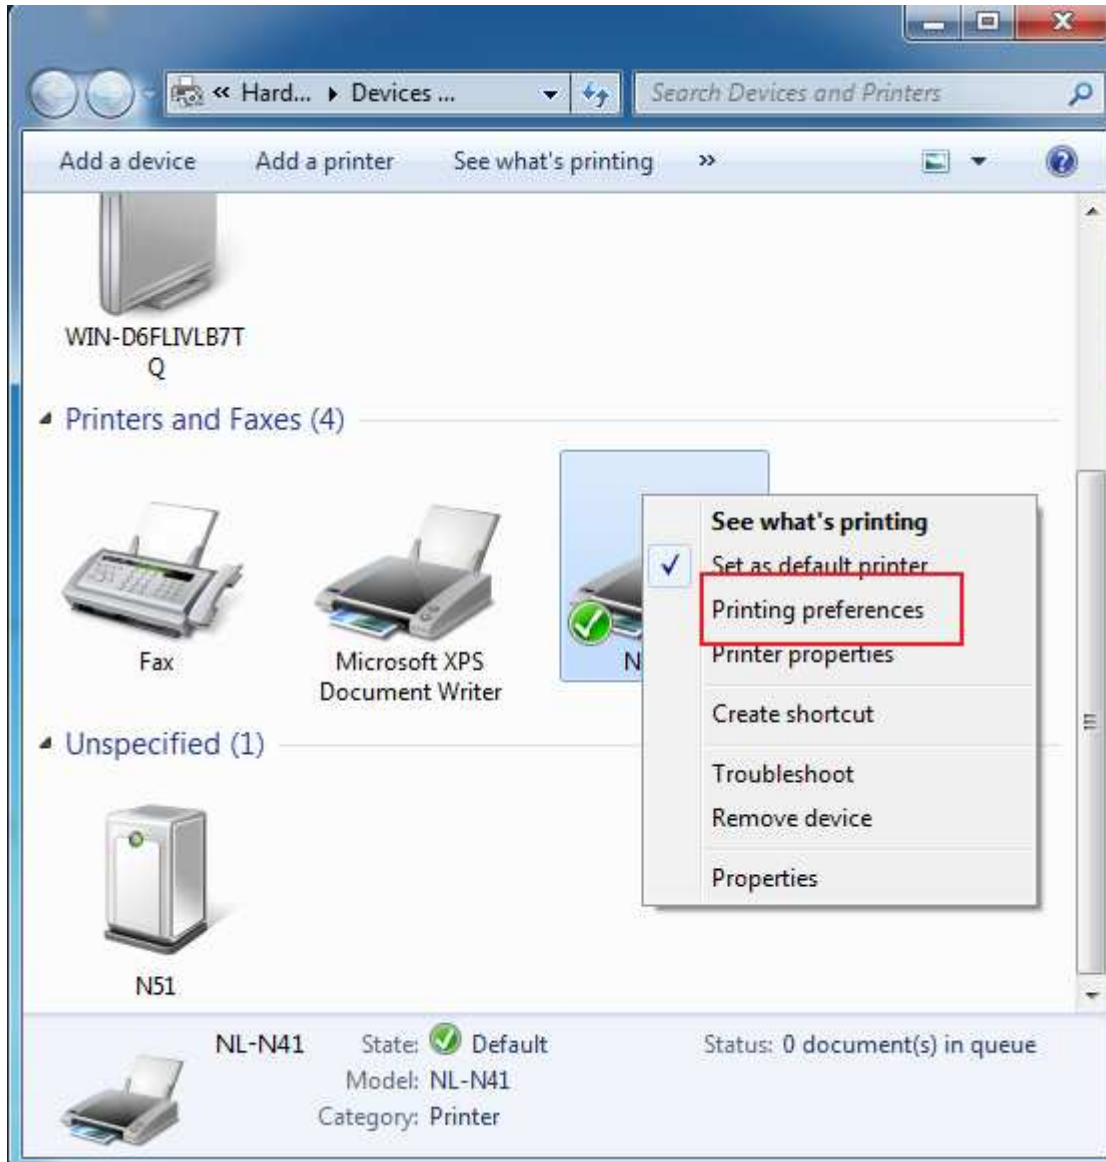 « Hard... ▸ Devices ...
Search Devices and Printers
Add a device
Add a printer
See what's printing
»
WIN-D6FLIVLB7T
Q
Printers and Faxes (4)
Fax
Microsoft XPS
Document Writer
N
See what's printing
Set as default printer
Printing preferences
Printer properties
Create shortcut
Troubleshoot
Remove device
Properties
Unspecified (1)
N51
NL-N41
State: Default
Status: 0 document(s) in queue
Model: NL-N41
Category: Printer